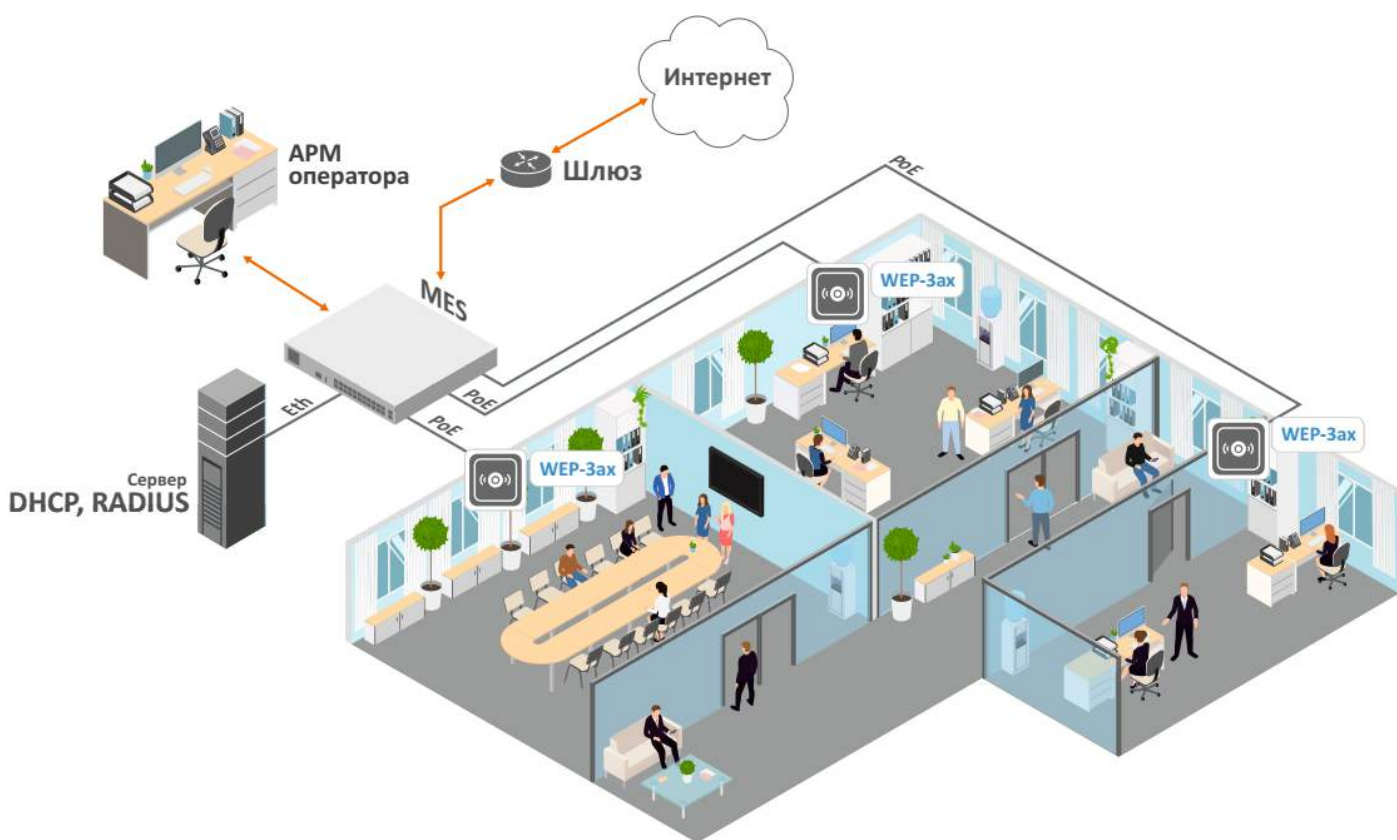 Интернет
АРМ
оператора
Шлюз
PoE
MES
WEP-3ax
Eth
PoE
PoE
WEP-3ax
WEP-3ax
Сервер
DHCP, RADIUS